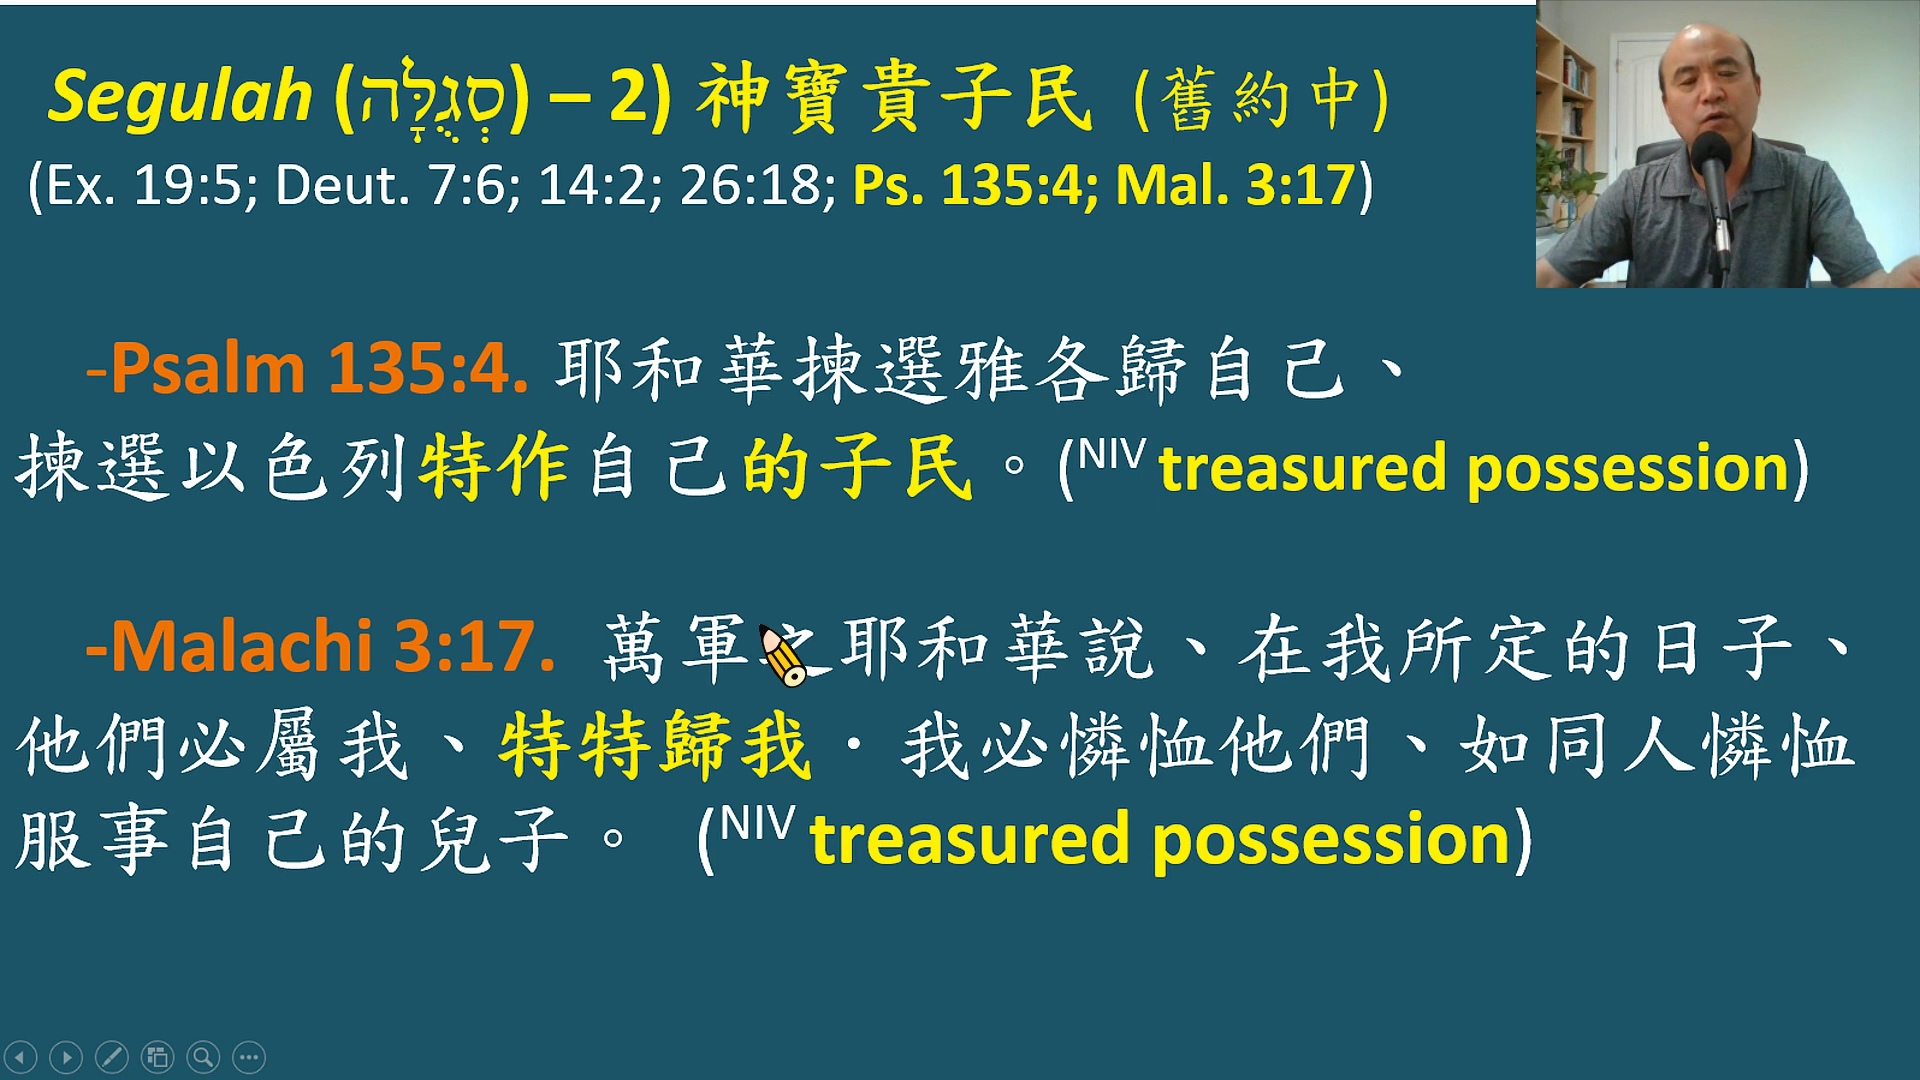 Segulah (סְגֻלָּה) – 2) 神寶貴子民 (舊約中)
(Ex. 19:5; Deut. 7:6; 14:2; 26:18; Ps. 135:4; Mal. 3:17)
-Psalm 135:4. 耶和華揀選雅各歸自己、
揀選以色列特作自己的子民。(NIV treasured possession)
-Malachi 3:17. 萬軍之耶和華說、在我所定的日子、
他們必屬我、特特歸我．我必憐恤他們、如同人憐恤
服事自己的兒子。 (NIV treasured possession)